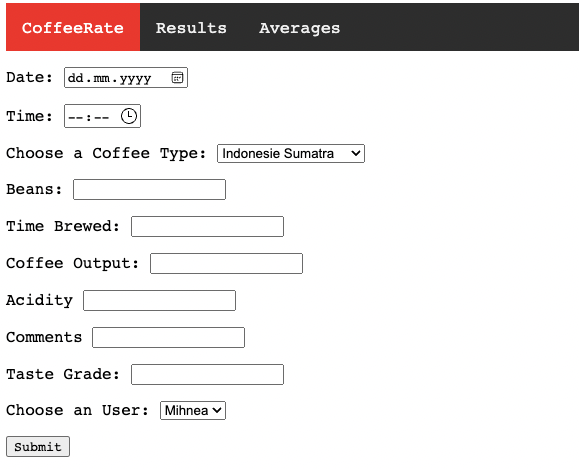 CoffeeRate Results Averages
Date: dd.mm.yyyy
Time: --:--
Choose a Coffee Type: Indonesie Sumatra
Beans:
Time Brewed:
Coffee Output:
Acidity
Comments
Taste Grade:
Choose an User: Mihnea
Submit